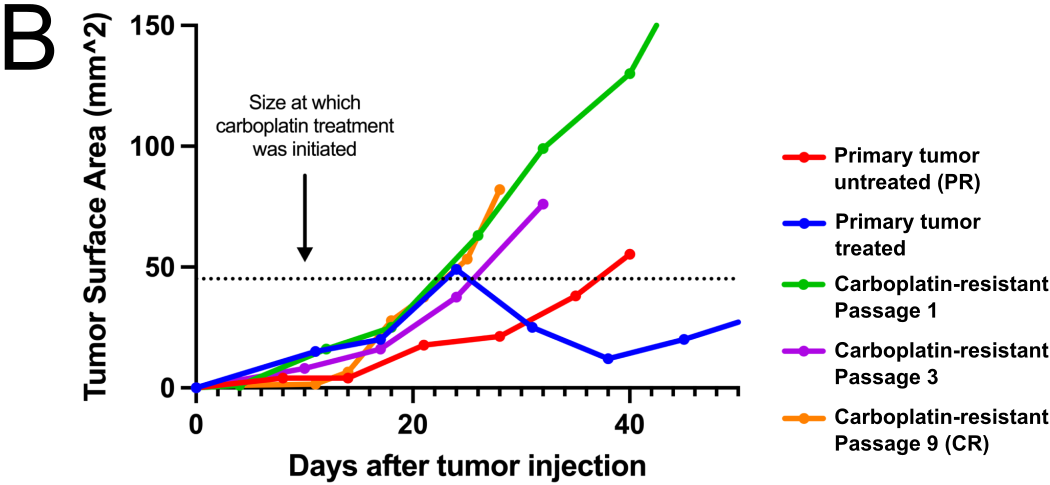 B
Tumor Surface Area (mm^2)
150
100
50
0
Size at which
carboplatin treatment
was initiated
0
20
40
Days after tumor injection
Primary tumor
untreated (PR)
Primary tumor
treated
Carboplatin-resistant
Passage 1
Carboplatin-resistant
Passage 3
Carboplatin-resistant
Passage 9 (CR)